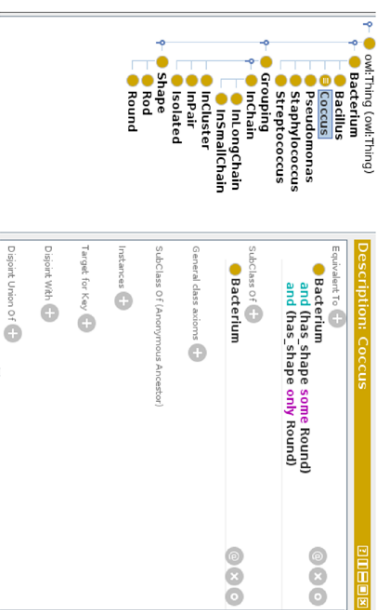 owl:Thing (owl:Thing)
Bacterium
Bacillus
Coccus
Pseudomonas
Staphylococcus
Streptococcus
Grouping
InChain
InLongChain
InSmallChain
InCluster
InPair
Isolated
Shape
Rod
Round
Description: Coccus
Equivalent To
Bacterium
and (has_shape some Round)
and (has_shape only Round)
SubClass Of
Bacterium
General class axioms
SubClass Of (Anonymous Ancestor)
Instances
Target for Key
Disjoint With
Disjoint Union Of